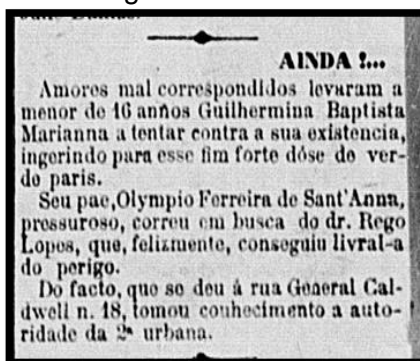 AINDA !...
Amores mal correspondidos levaram a
menor de 16 annos Guilhermina Baptista
Marianna a tentar contra a sua existencia,
ingerindo para esse fim forte dóse de ver-
de paris.
Seu pae, Olympio Ferreira de Sant'Anna,
pressuroso, correu em busca do dr. Rego
Lopes, que, felizmente, conseguiu livral-a
do perigo.
Do facto, que se deu á rua General Cal-
dwell n. 18, tomou conhecimento a auto-
ridade da 2ª urbana.